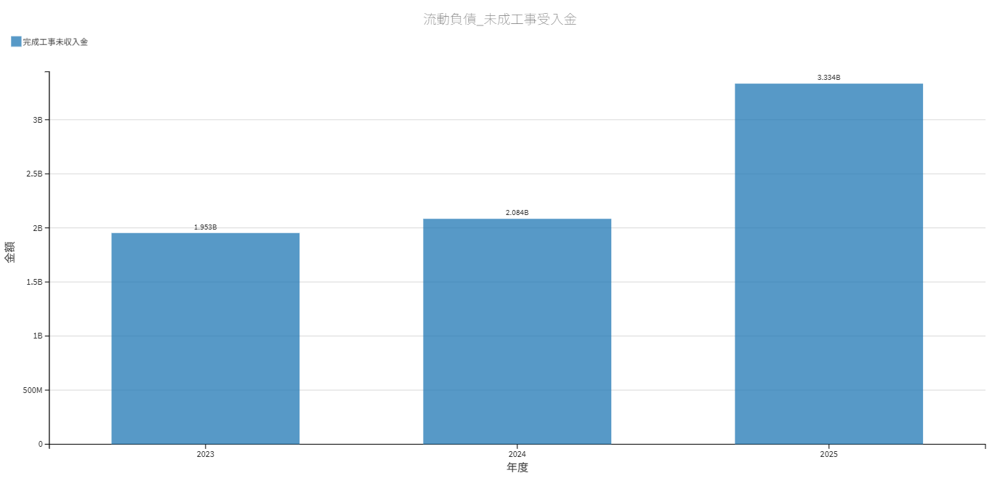 流動負債_未成工事受入金
完成工事未収入金
3.334B
3B
2.5B
2.084B
2B
1.953B
金額
1.5B
1B
500M
0
2023
2024
2025
年度